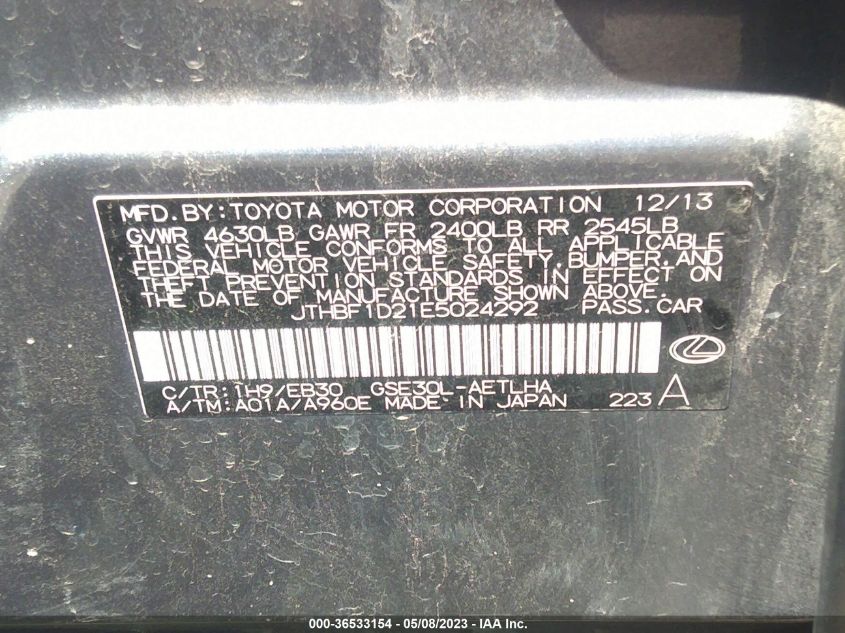 MFD.BY:TOYOTA MOTOR CORPORATION 12/13
GVWR 4630LB GAWR FR 2400LB RR 2545LB
THIS VEHICLE CONFORMS TO ALL APPLICABLE
FEDERAL MOTOR VEHICLE SAFETY, BUMPER, AND
THEFT PREVENTION STANDARDS IN EFFECT ON
THE DATE OF MANUFACTURE SHOWN ABOVE.
JTHBF1D21E5024292 PASS.CAR
C/TR:1H9/EB30 GSE30L-AETLHA
A/TM:A01A/A960E MADE-IN-JAPAN 223 A
000-36533154 - 05/08/2023 - IAA Inc.